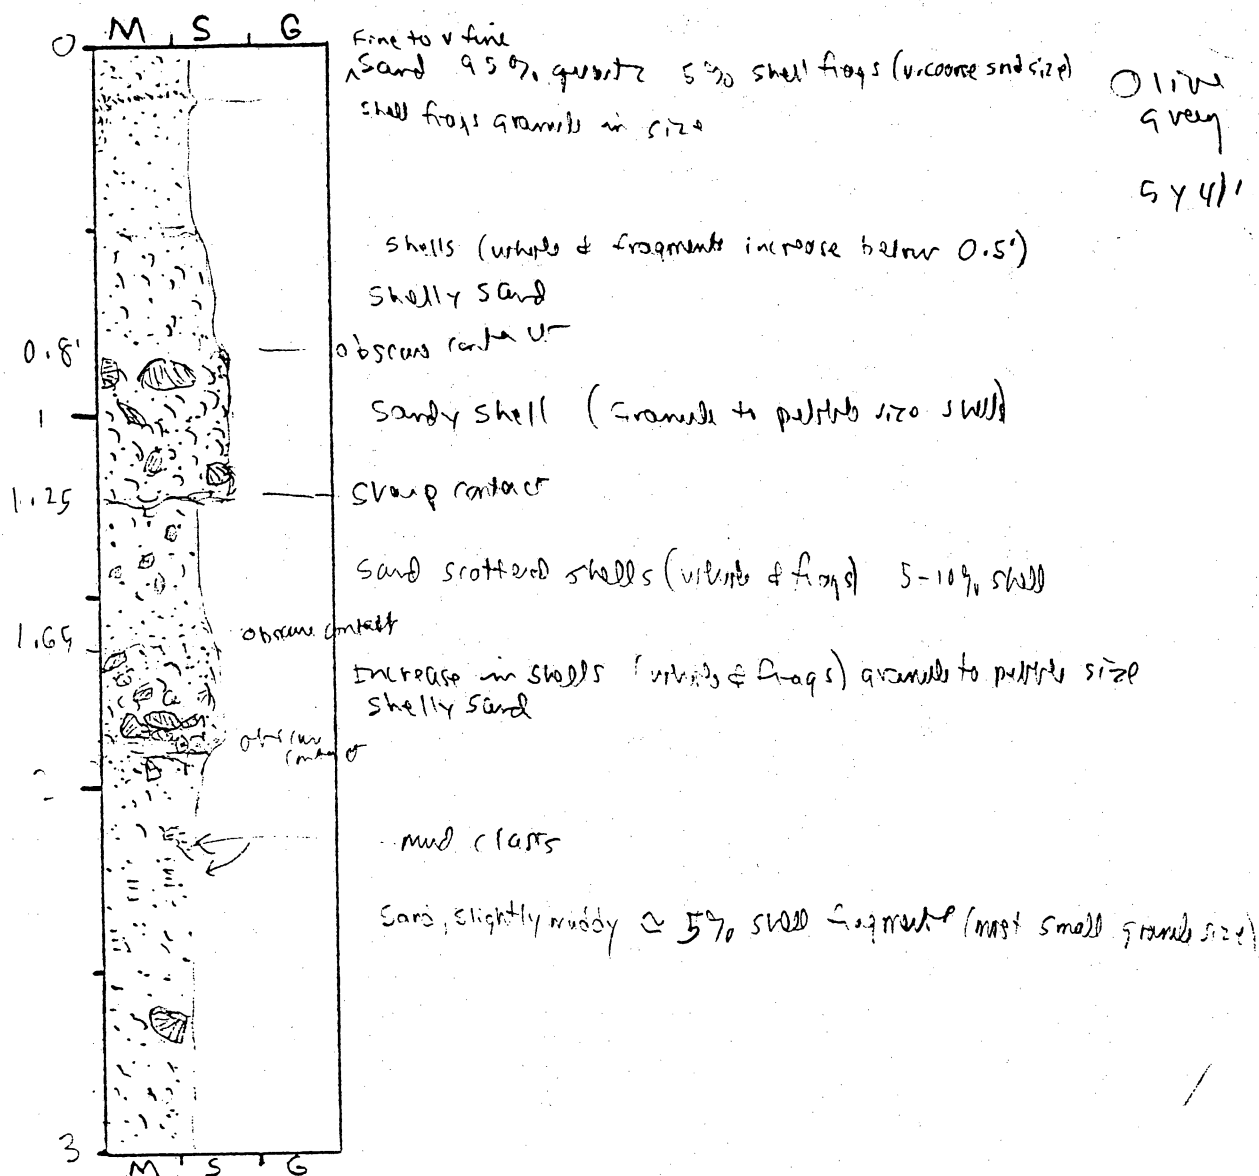 M S G
0
Fine to v fine
Sand 95% quartz 5% shell frags (v. coarse snd size)
Olive
grey
shell frags granule in size
5 Y 4/1
shells (whole & fragments increase below 0.5')
shelly sand
0.8'
obscure contact
1
Sandy shell (Granule to pebble size shell)
1.25
sharp contact
Sand scattered shells (whole & frags) 5-10% shell
1.65
obscure contact
Increase in shells (whole & frags) granule to pebble size
shelly sand
obscure
contact
mud clasts
Sand, slightly muddy ≈ 5% shell fragments (most small granule size)
3
M S G